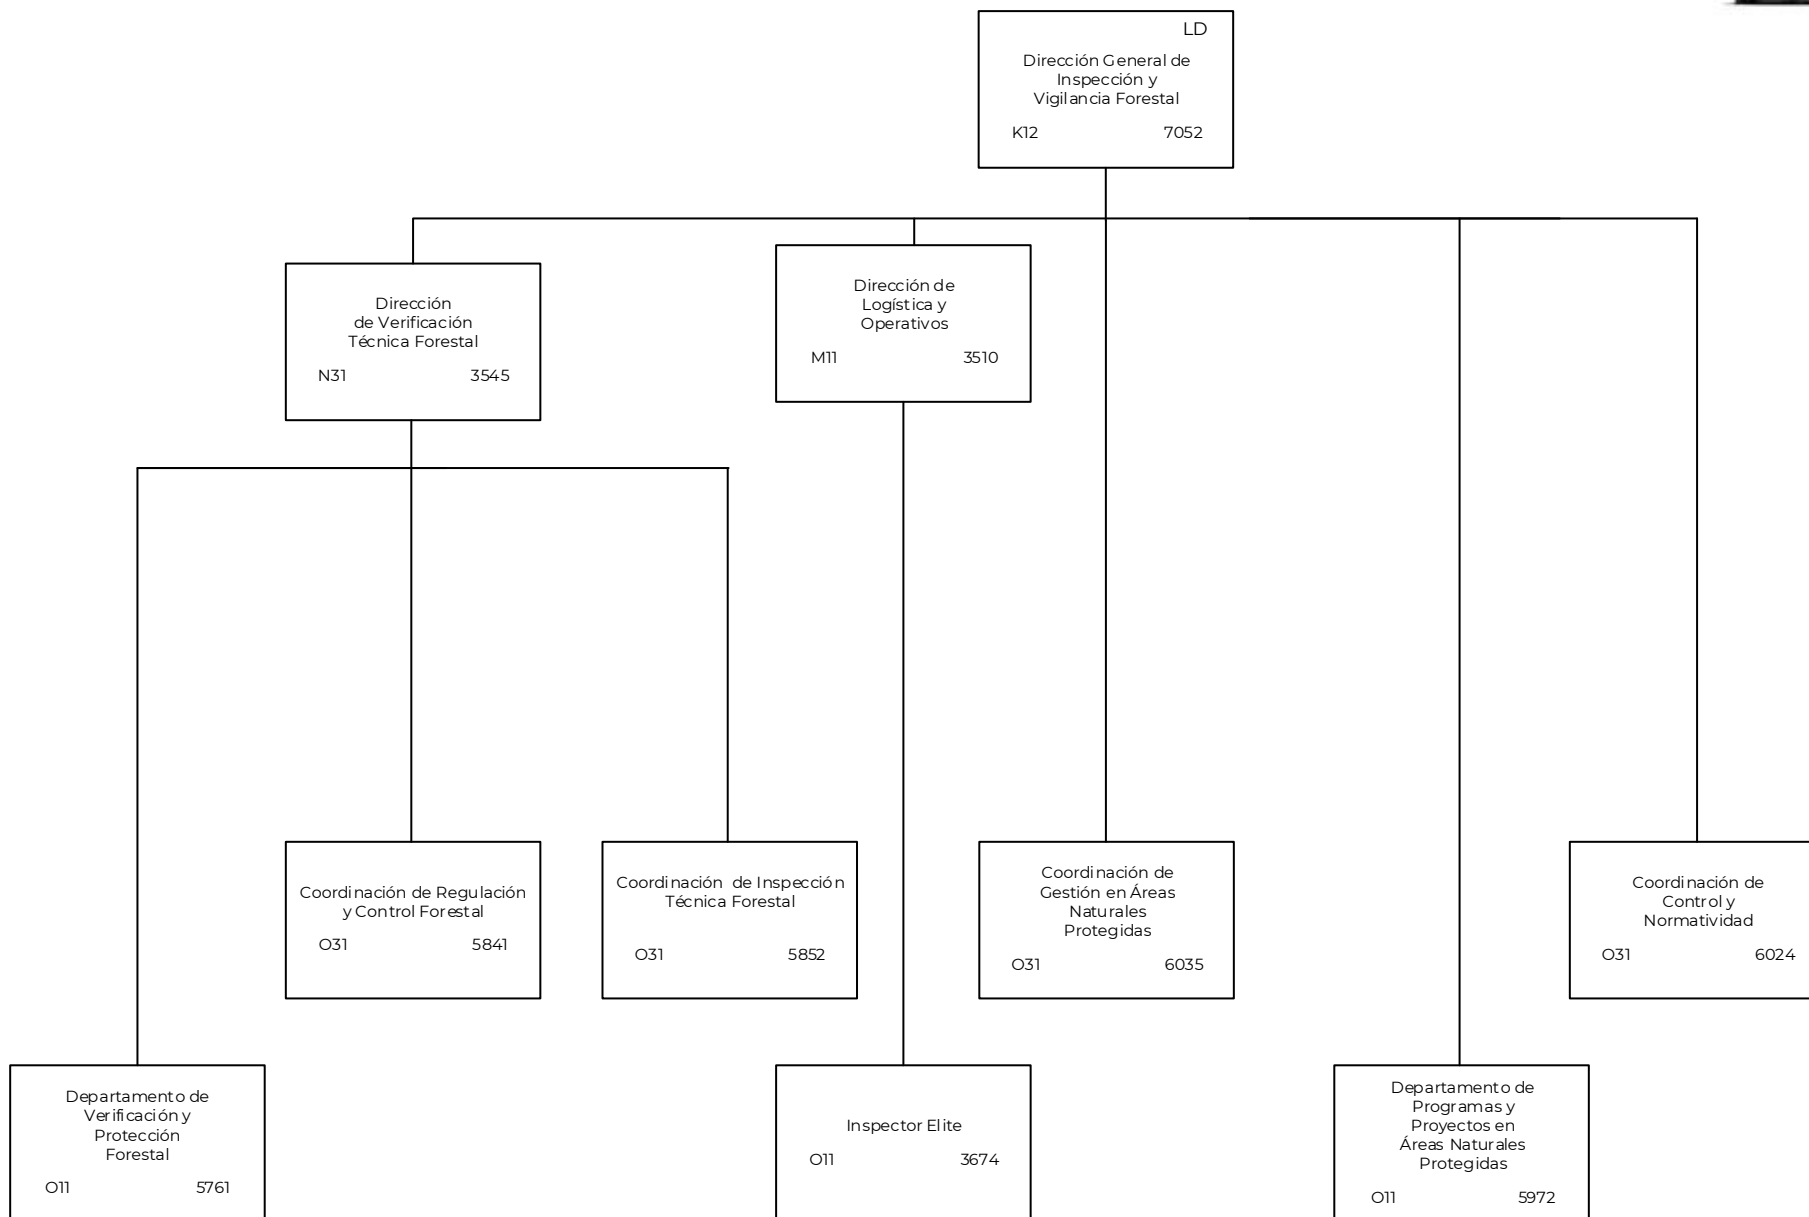 LD
Dirección General de
Inspección y
Vigilancia Forestal
K12 7052
Dirección
de Verificación
Técnica Forestal
N31 3545
Dirección de
Logística y
Operativos
M11 3510
Coordinación de Regulación
y Control Forestal
O31 5841
Coordinación de Inspección
Técnica Forestal
O31 5852
Coordinación de
Gestión en Áreas
Naturales
Protegidas
O31 6035
Coordinación de
Control y
Normatividad
O31 6024
Departamento de
Verificación y
Protección
Forestal
O11 5761
Inspector Elite
O11 3674
Departamento de
Programas y
Proyectos en
Áreas Naturales
Protegidas
O11 5972